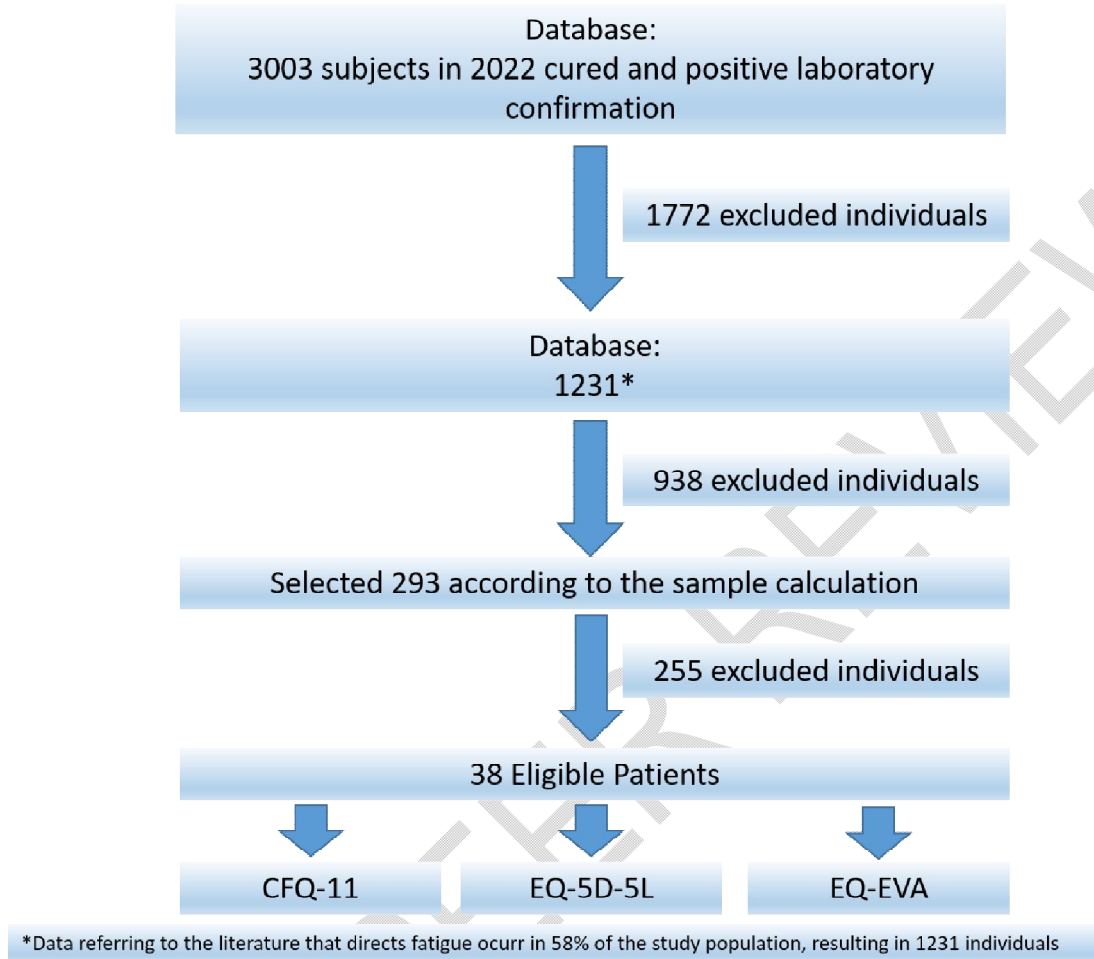 Database:
3003 subjects in 2022 cured and positive laboratory
confirmation
1772 excluded individuals
Database:
1231*
938 excluded individuals
Selected 293 according to the sample calculation
255 excluded individuals
38 Eligible Patients
CFQ-11
EQ-5D-5L
EQ-EVA
*Data referring to the literature that directs fatigue ocurr in 58% of the study population, resulting in 1231 individuals